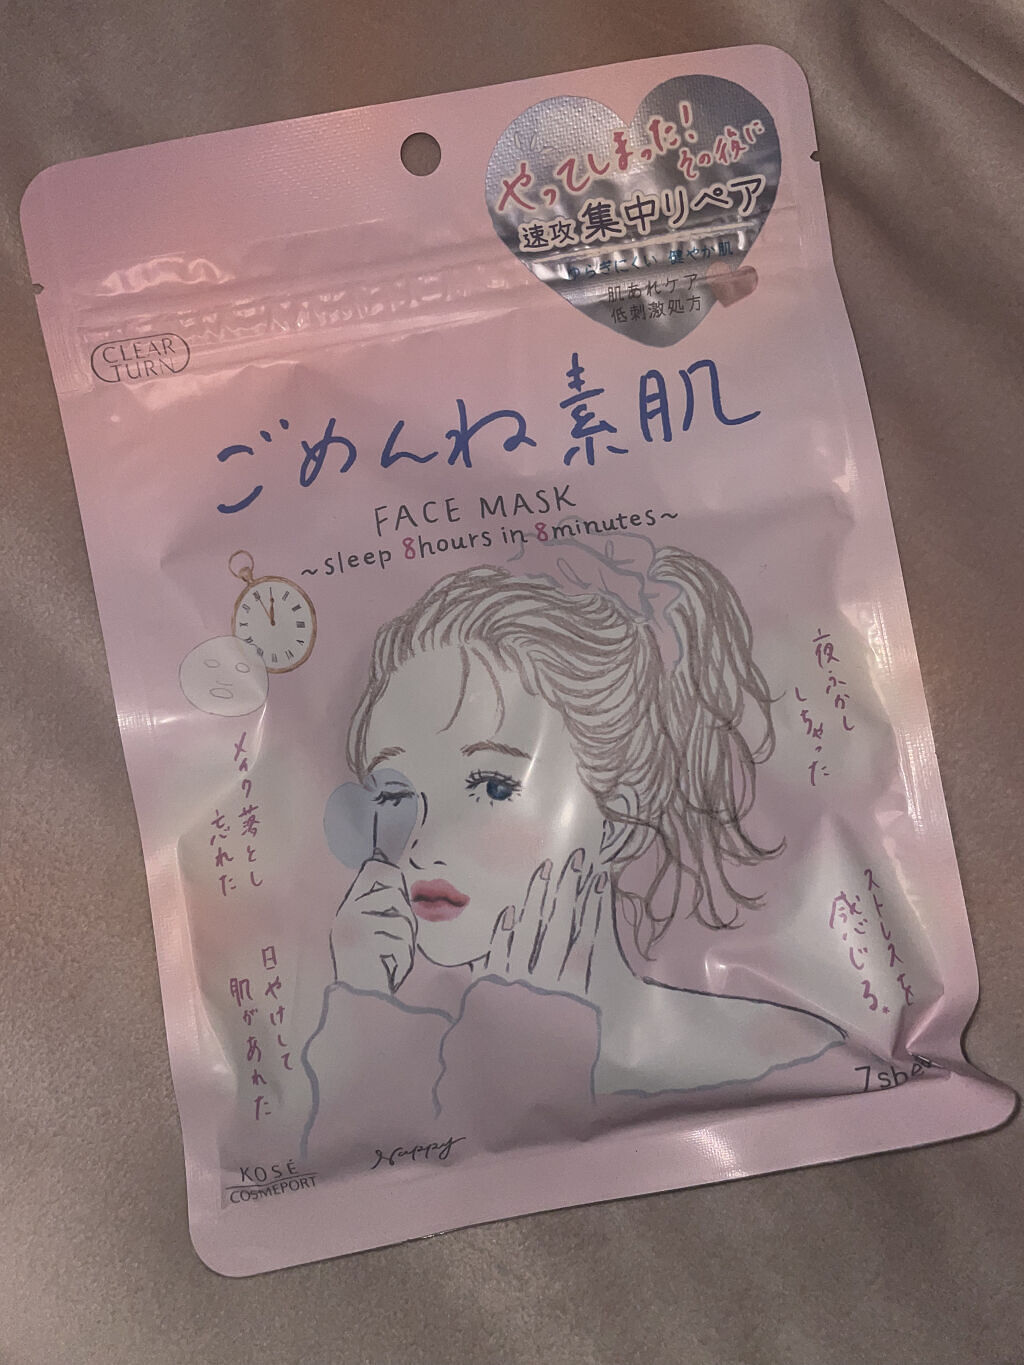 やってしまった!
その後に
速攻 集中リペア
ゆらぎにくい 健やか肌
肌あれケア
低刺激処方
CLEAR
TURN
ごめんね素肌
FACE MASK
~sleep 8hours in 8minutes~
夜ふかし
しちゃった
メイク落とし
忘れた
ストレスを
感じる。
日やけして
肌があれた
7
KOSÉ
COSMEPORT